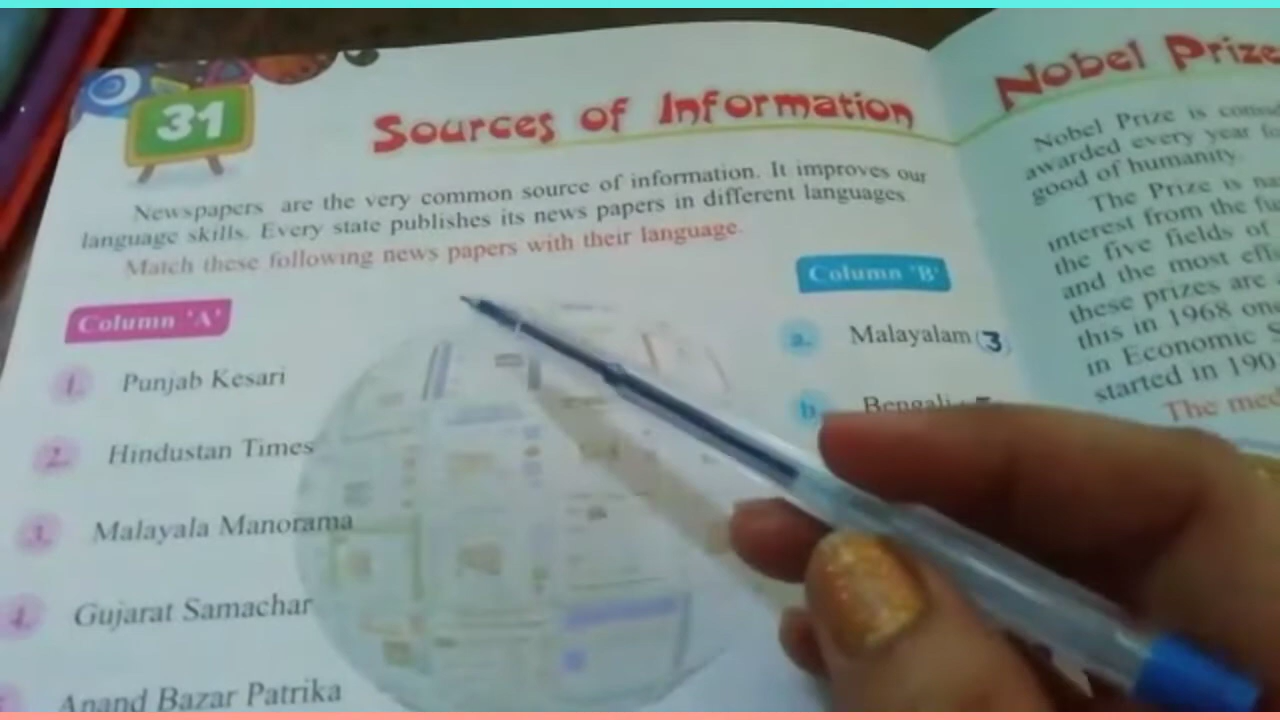 31
Sources of Information
Newspapers are the very common source of information. It improves our
language skills. Every state publishes its news papers in different languages
Match these following news papers with their language.
Column 'A'
Column 'B'
1. Punjab Kesari
a. Malayalam (3)
2. Hindustan Times
b. Bengali
3. Malayala Manorama
4. Gujarat Samachar
Anand Bazar Patrika
Nobel Prize
Nobel Prize is
awarded every year
good of humanity.
The Prize is
interest from the
the five fields of
and the most
these prizes are
this in 1968
in Economic
started in 190
The